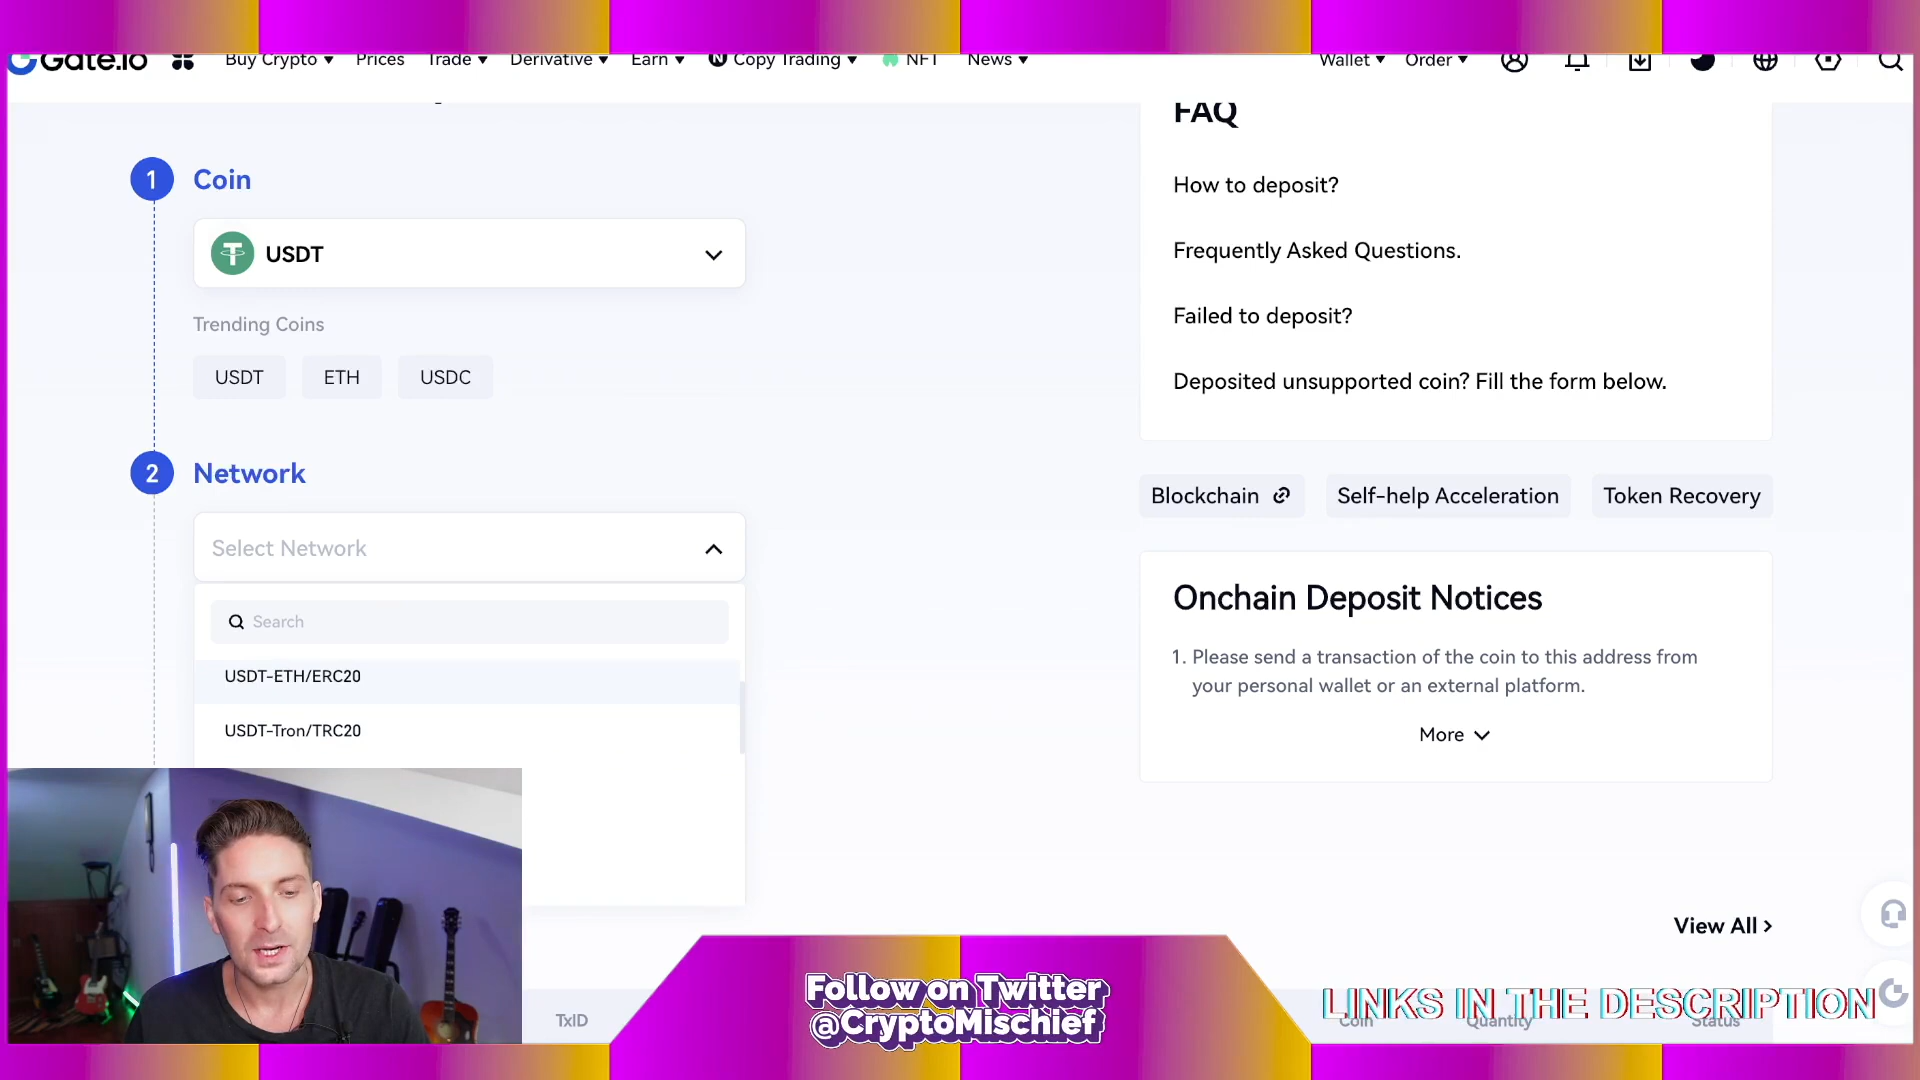 Gate.io Buy Crypto Prices Trade Derivative Earn Copy Trading NFT News Wallet Order
FAQ
1 Coin
How to deposit?
USDT
Frequently Asked Questions.
Trending Coins
Failed to deposit?
USDT ETH USDC
Deposited unsupported coin? Fill the form below.
2 Network
Blockchain Self-help Acceleration Token Recovery
Select Network
Search
Onchain Deposit Notices
1. Please send a transaction of the coin to this address from
your personal wallet or an external platform.
USDT-ETH/ERC20
USDT-Tron/TRC20
More
View All >
Follow on Twitter
@CryptoMischief
LINKS IN THE DESCRIPTION
TxID Coin Quantity Status